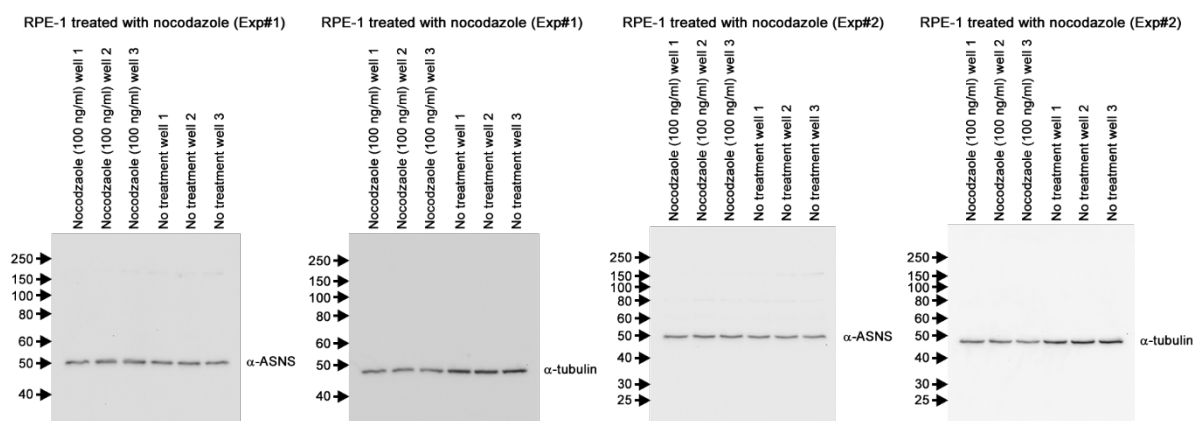 RPE-1 treated with nocodazole (Exp#1)
Nocodzaole (100 ng/ml) well 1
Nocodzaole (100 ng/ml) well 2
Nocodzaole (100 ng/ml) well 3
No treatment well 1
No treatment well 2
No treatment well 3
250
150
100
80
60
50
40
α-ASNS
RPE-1 treated with nocodazole (Exp#1)
Nocodzaole (100 ng/ml) well 1
Nocodzaole (100 ng/ml) well 2
Nocodzaole (100 ng/ml) well 3
No treatment well 1
No treatment well 2
No treatment well 3
250
150
100
80
60
50
40
α-tubulin
RPE-1 treated with nocodazole (Exp#2)
Nocodzaole (100 ng/ml) well 1
Nocodzaole (100 ng/ml) well 2
Nocodzaole (100 ng/ml) well 3
No treatment well 1
No treatment well 2
No treatment well 3
250
150
100
80
60
50
40
30
25
α-ASNS
RPE-1 treated with nocodazole (Exp#2)
Nocodzaole (100 ng/ml) well 1
Nocodzaole (100 ng/ml) well 2
Nocodzaole (100 ng/ml) well 3
No treatment well 1
No treatment well 2
No treatment well 3
250
150
100
80
60
50
40
30
25
α-tubulin